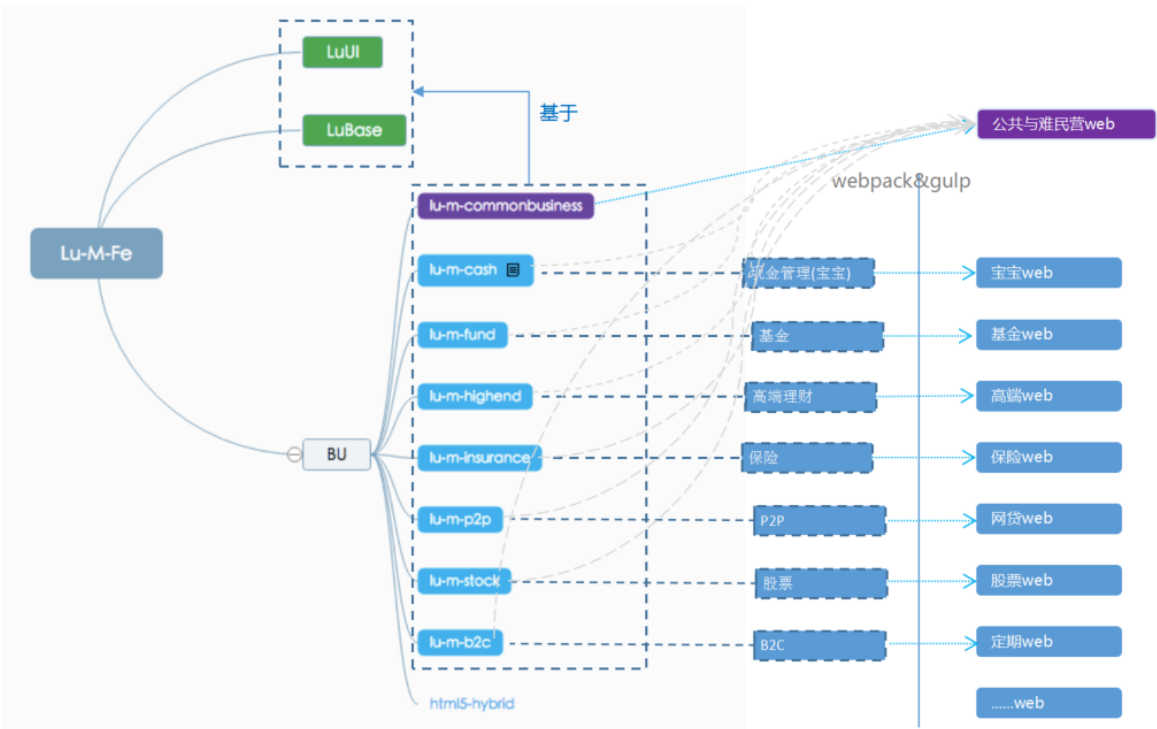 LuUI
LuBase
基于
公共与难民营web
webpack&gulp
Lu-M-Fe
BU
lu-m-commonbusiness
lu-m-cash
现金管理(宝宝)
宝宝web
lu-m-fund
基金
基金web
lu-m-highend
高端理财
高端web
lu-m-insurance
保险
保险web
lu-m-p2p
P2P
网贷web
lu-m-stock
股票
股票web
lu-m-b2c
B2C
定期web
html5-hybrid
......web